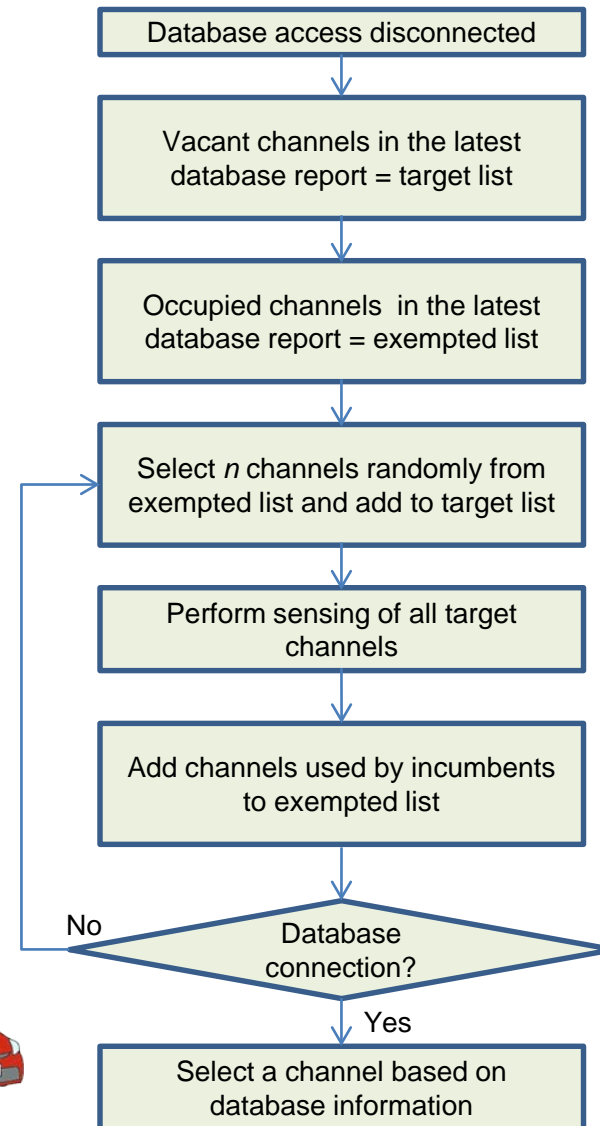 Database access disconnected
Vacant channels in the latest
database report = target list
Occupied channels in the latest
database report = exempted list
Select n channels randomly from
exempted list and add to target list
Perform sensing of all target
channels
Add channels used by incumbents
to exempted list
No
Database
connection?
Yes
Select a channel based on
database information